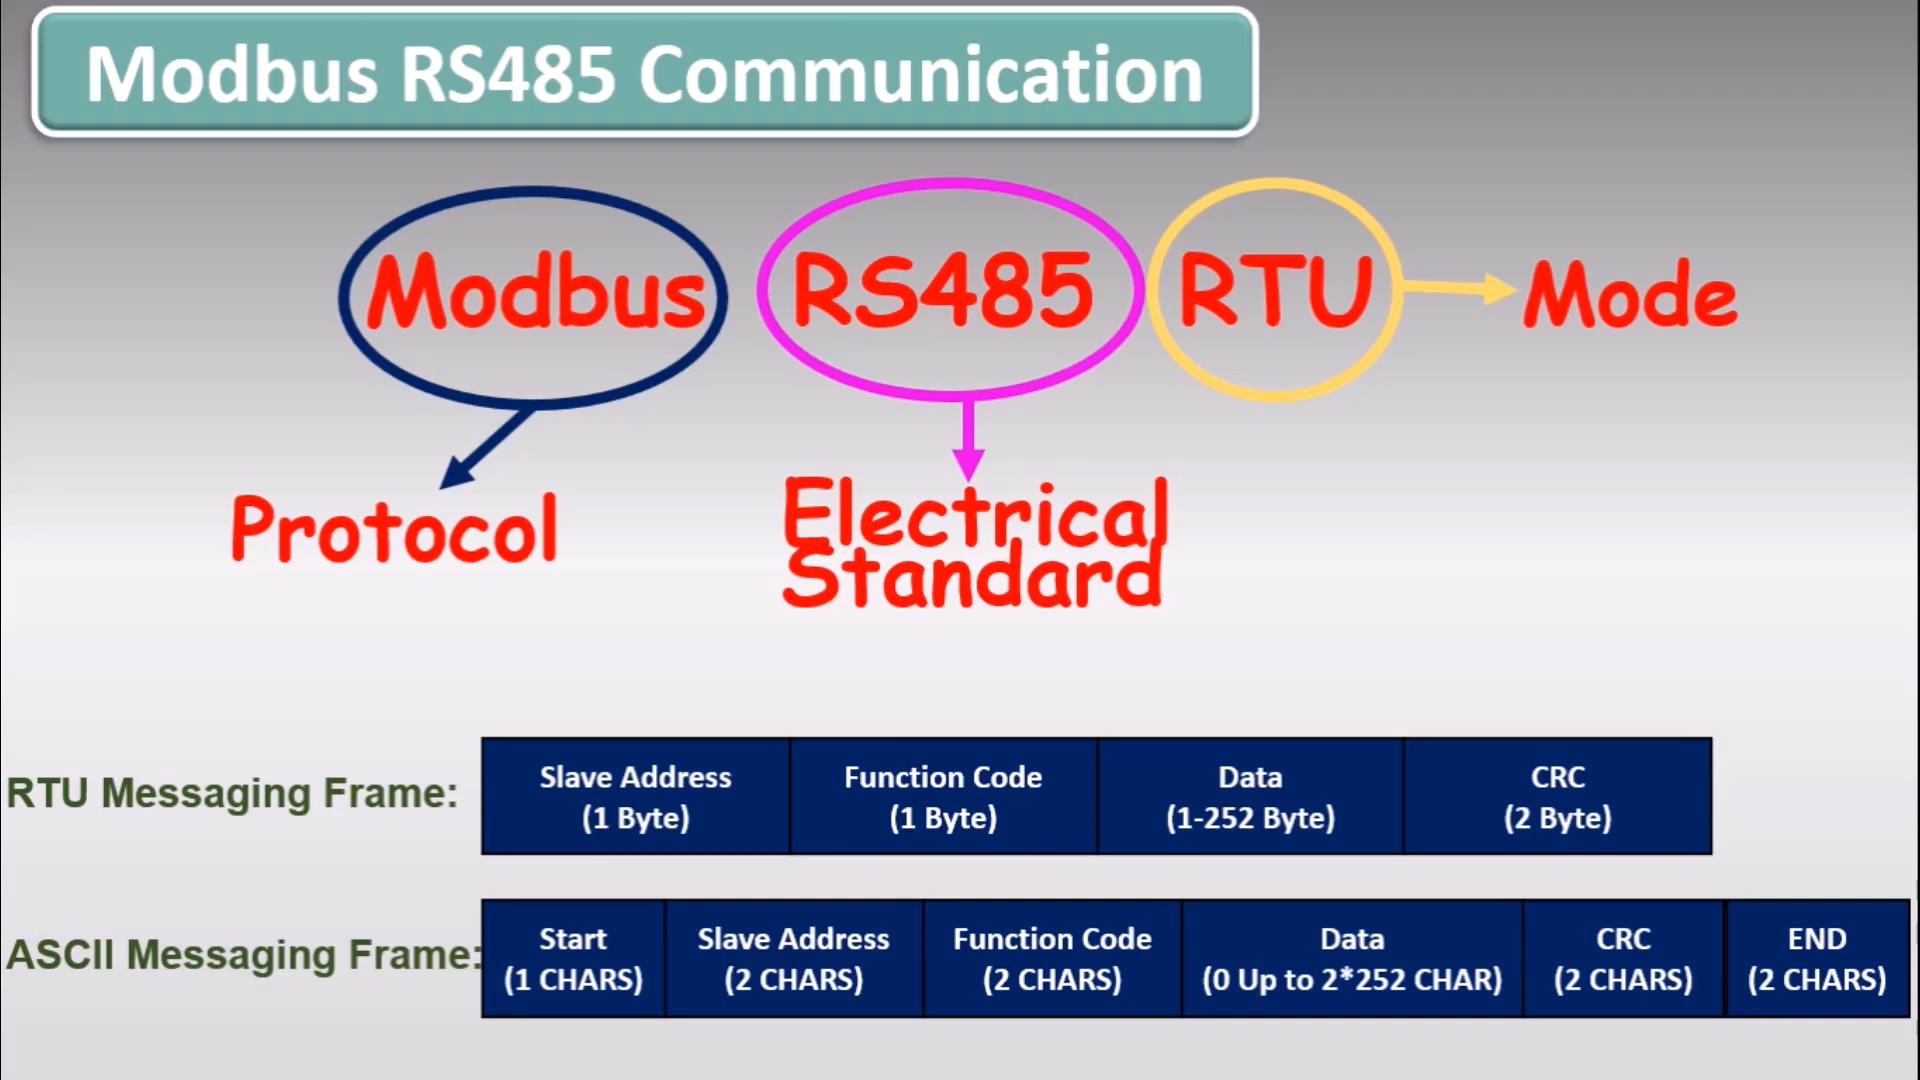 Modbus RS485 Communication
Modbus RS485 RTU Mode
Protocol
Electrical
Standard
RTU Messaging Frame:
Slave Address
(1 Byte)
Function Code
(1 Byte)
Data
(1-252 Byte)
CRC
(2 Byte)
ASCII Messaging Frame:
Start
(1 CHARS)
Slave Address
(2 CHARS)
Function Code
(2 CHARS)
Data
(0 Up to 2*252 CHAR)
CRC
(2 CHARS)
END
(2 CHARS)